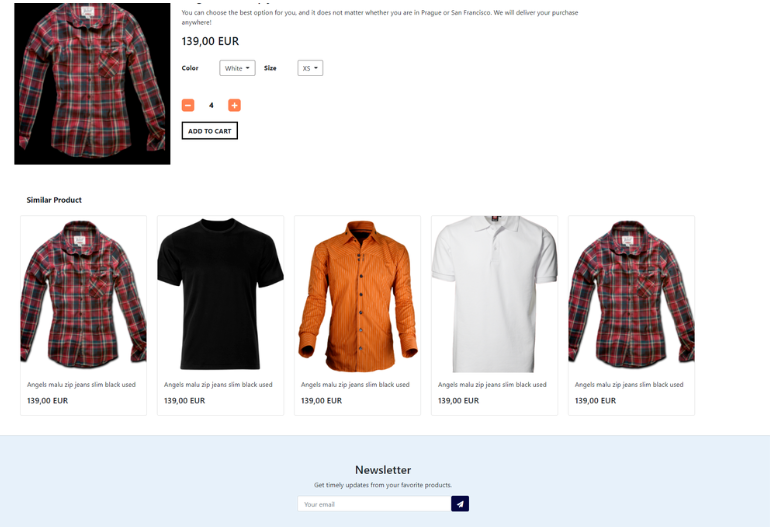 You can choose the best option for you, and it does not matter whether you are in Prague or San Francisco. We will deliver your purchase
anywhere!
139,00 EUR
Color White Size XS
− 4 +
ADD TO CART
Similar Product
Angels malu zip jeans slim black used
139,00 EUR
Angels malu zip jeans slim black used
139,00 EUR
Angels malu zip jeans slim black used
139,00 EUR
Angels malu zip jeans slim black used
139,00 EUR
Angels malu zip jeans slim black used
139,00 EUR
Newsletter
Get timely updates from your favorite products.
Your email